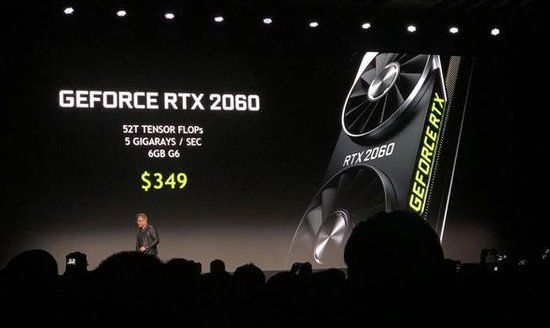 GEFORCE RTX 2060
52T TENSOR FLOPs
5 GIGARAYS / SEC
6GB G6
$349
RTX 2060
GEFORCE RTX